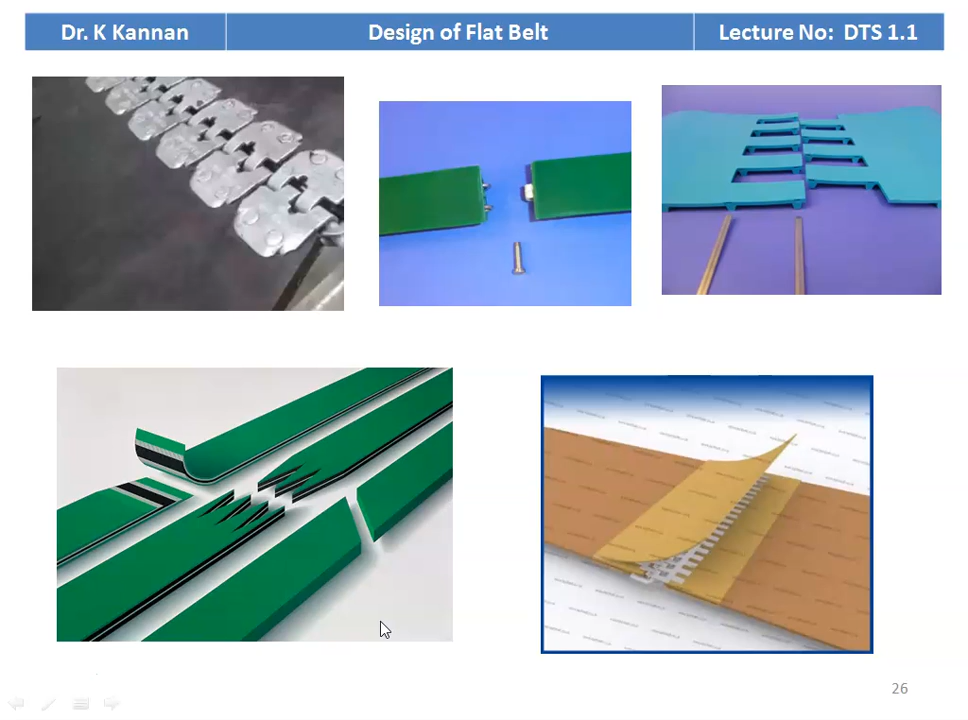 Dr. K Kannan
Design of Flat Belt
Lecture No: DTS 1.1
26